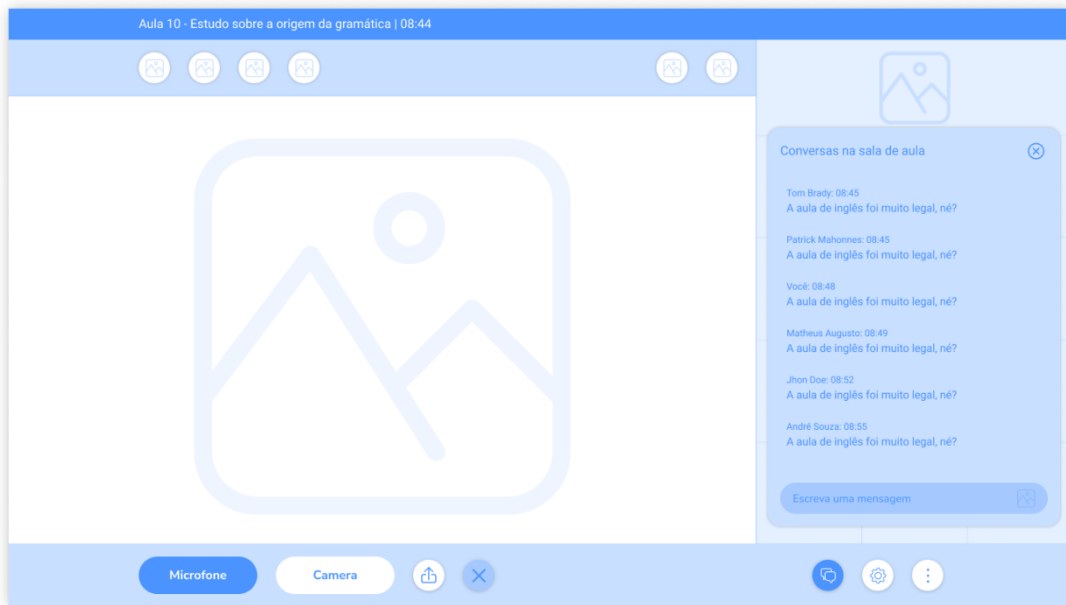 Aula 10 - Estudo sobre a origem da gramática | 08:44
Conversas na sala de aula
Tom Brady: 08:45
A aula de inglês foi muito legal, né?
Patrick Mahonnes: 08:45
A aula de inglês foi muito legal, né?
Você: 08:48
A aula de inglês foi muito legal, né?
Matheus Augusto: 08:49
A aula de inglês foi muito legal, né?
Jhon Doe: 08:52
A aula de inglês foi muito legal, né?
André Souza: 08:55
A aula de inglês foi muito legal, né?
Escreva uma mensagem
Microfone
Camera